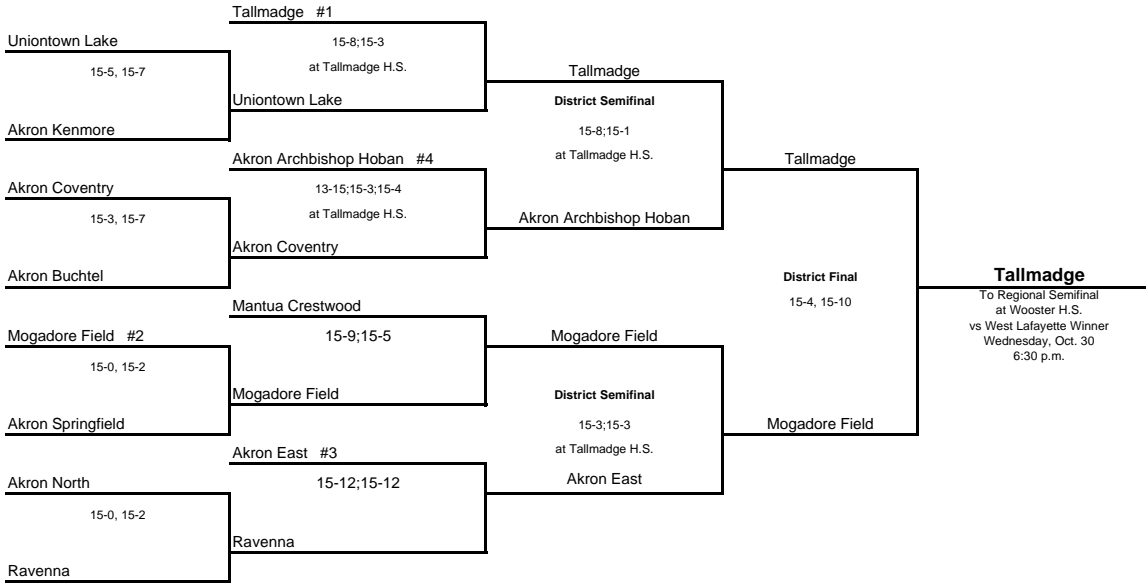 Tallmadge #1
Uniontown Lake
15-8;15-3
15-5, 15-7
at Tallmadge H.S.
Tallmadge
Uniontown Lake
District Semifinal
Akron Kenmore
15-8;15-1
at Tallmadge H.S.
Akron Archbishop Hoban #4
Tallmadge
Akron Coventry
13-15;15-3;15-4
15-3, 15-7
at Tallmadge H.S.
Akron Archbishop Hoban
Akron Coventry
Akron Buchtel
District Final
Tallmadge
15-4, 15-10
To Regional Semifinal
at Wooster H.S.
vs West Lafayette Winner
Wednesday, Oct. 30
6:30 p.m.
Mantua Crestwood
Mogadore Field #2
15-9;15-5
Mogadore Field
15-0, 15-2
Mogadore Field
District Semifinal
Akron Springfield
15-3;15-3
Mogadore Field
at Tallmadge H.S.
Akron East #3
Akron North
15-12;15-12
Akron East
15-0, 15-2
Ravenna
Ravenna